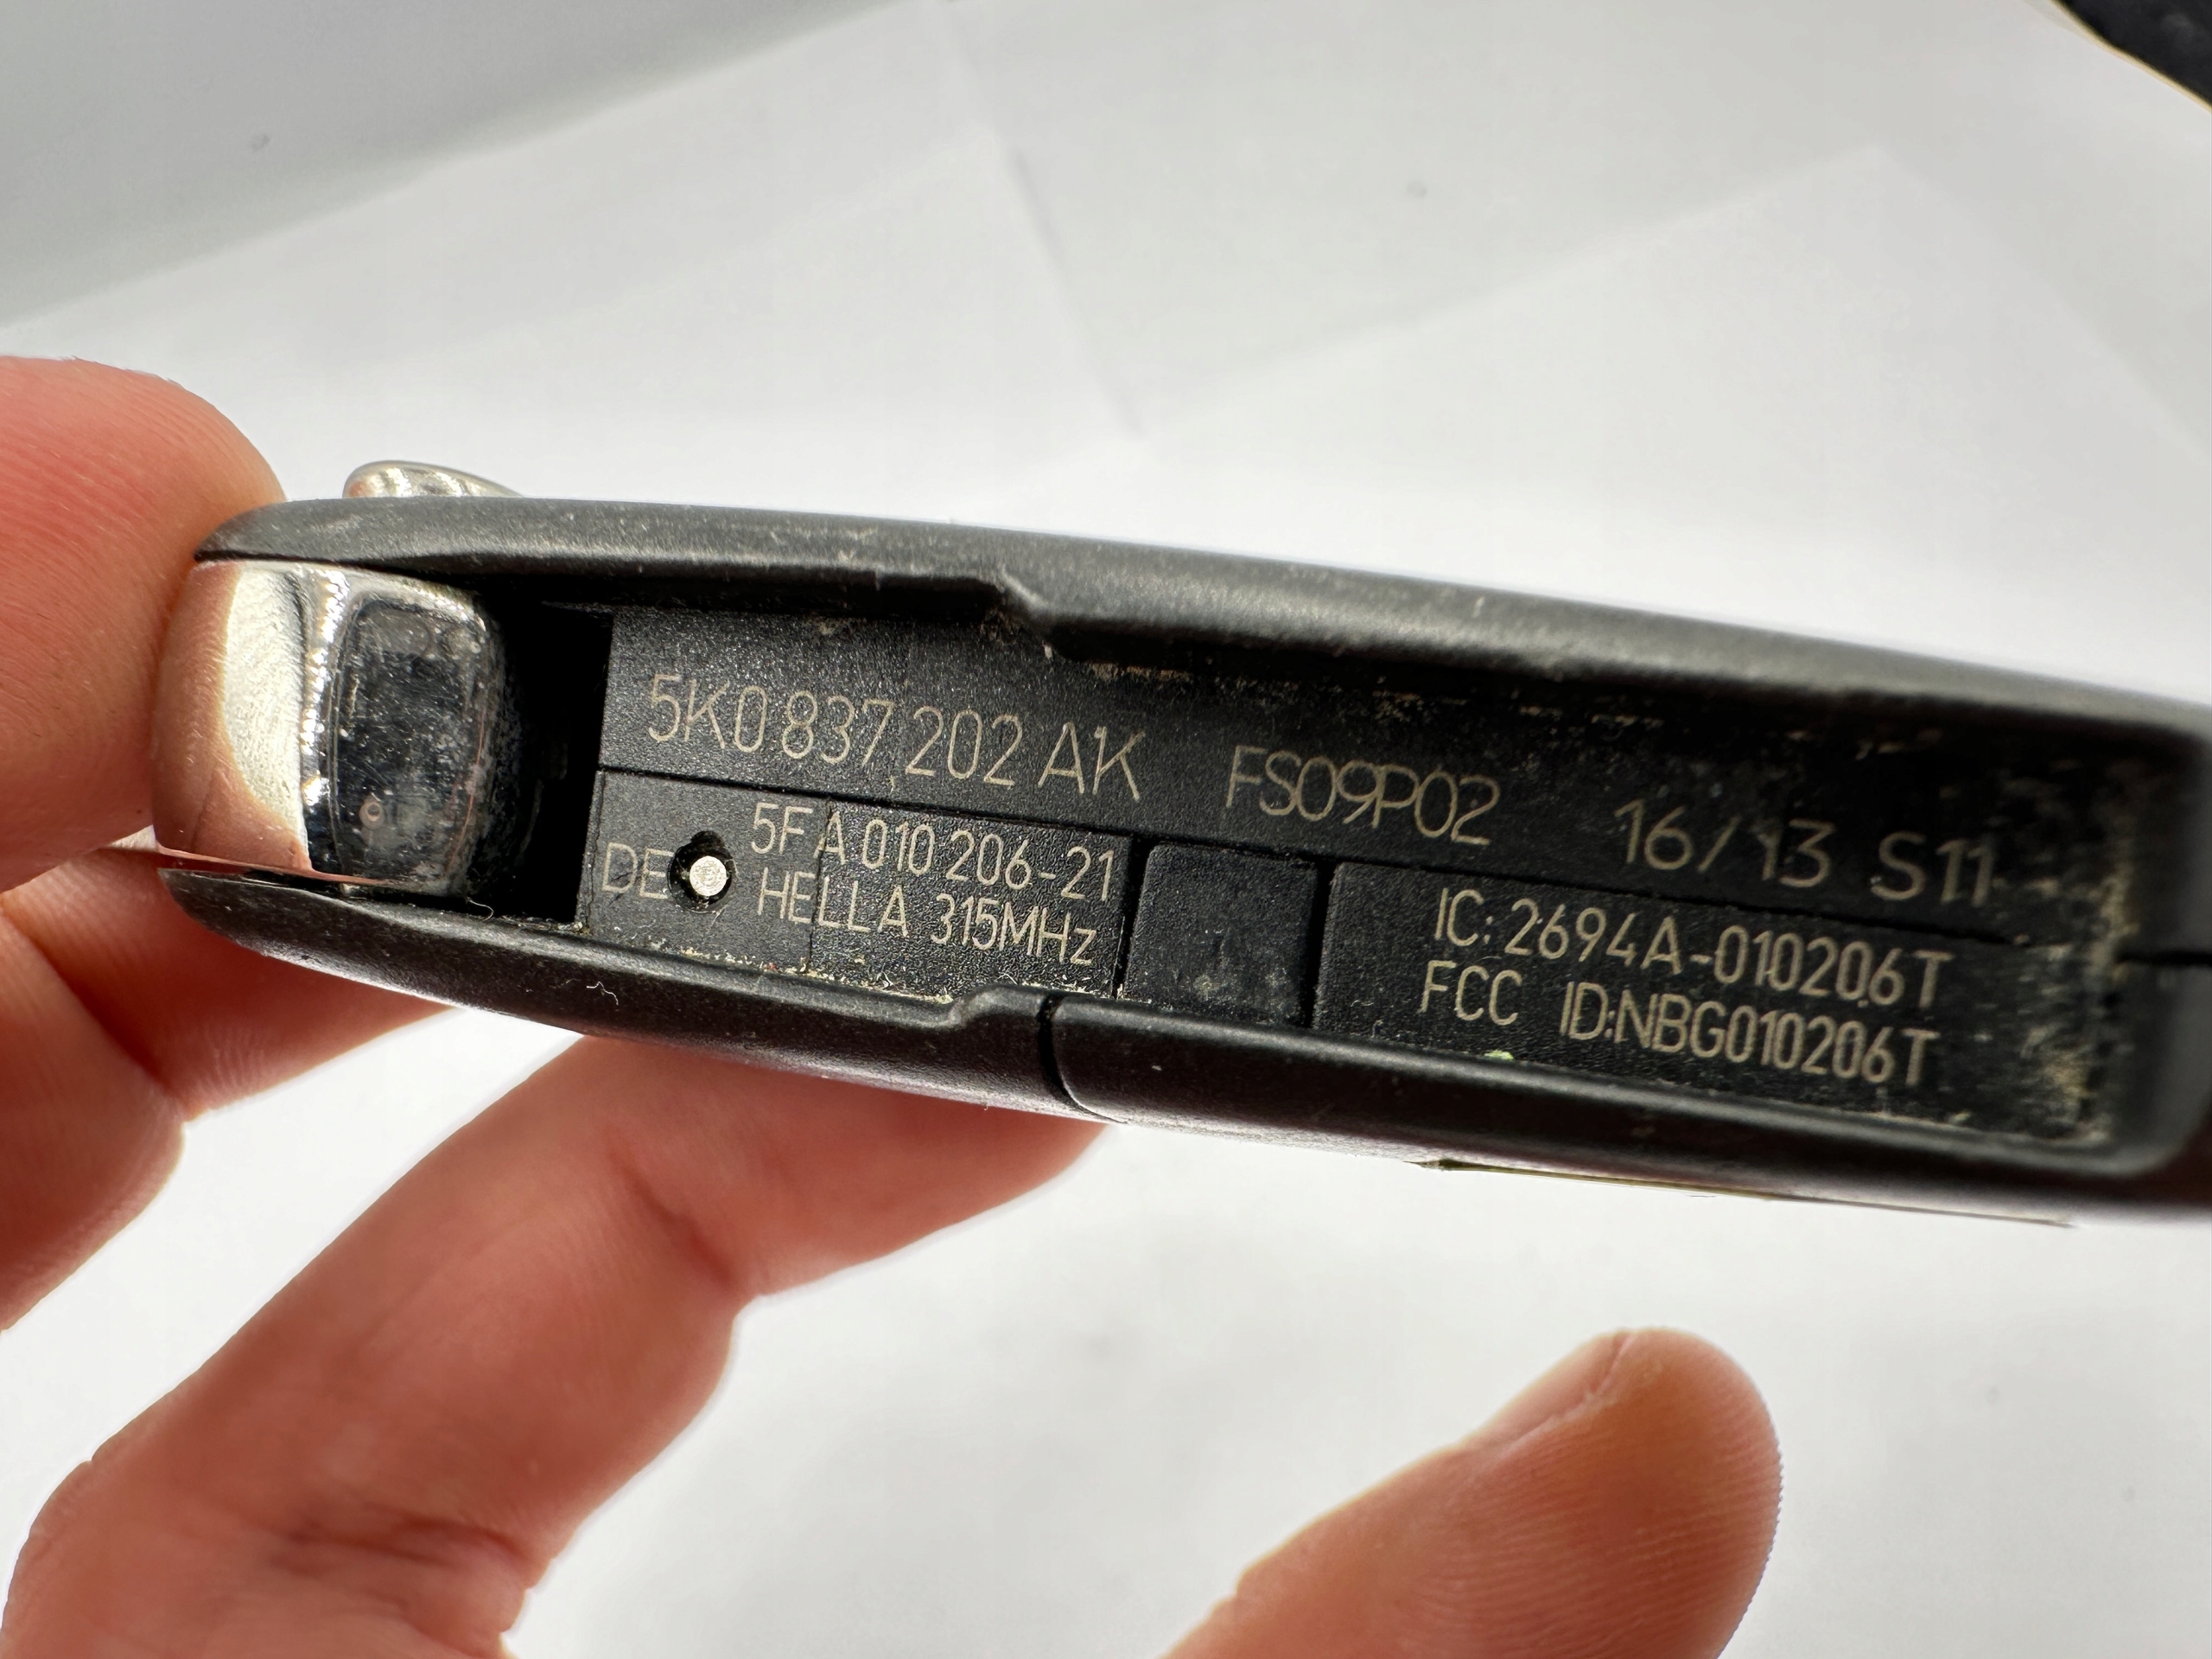 5K0 837 202 AK FS09P02 16/13 S11
DE 5FA 010 206-21
HELLA 315MHz
IC: 2694A-010206T
FCC ID:NBG010206T